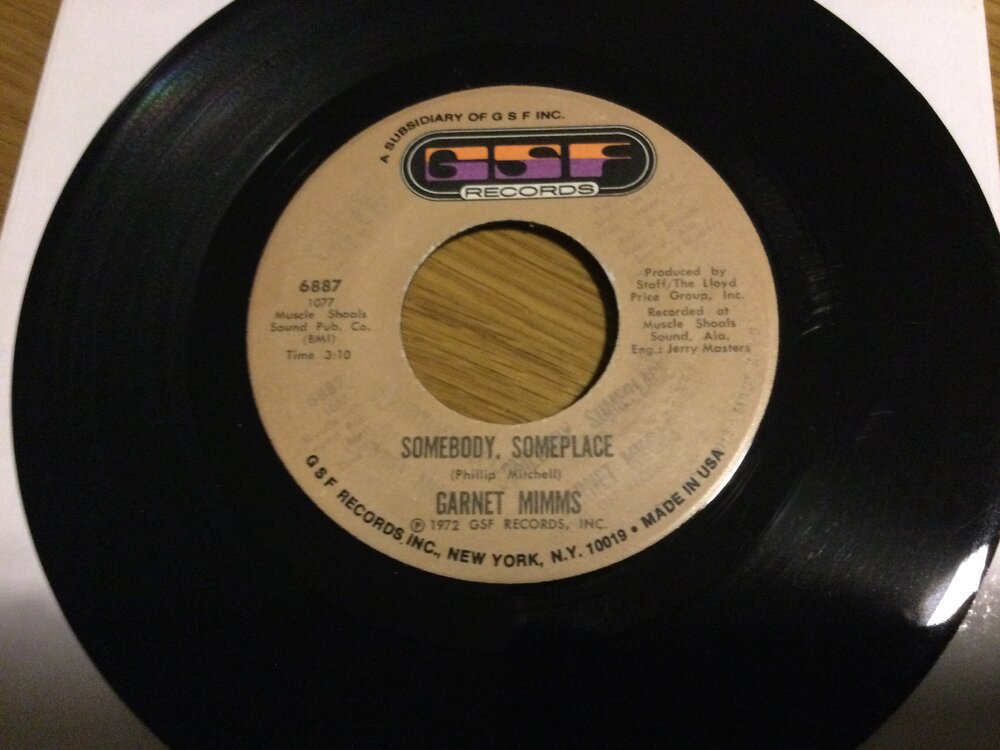 A SUBSIDIARY OF G S F INC.
GSF
RECORDS
6887
1077
Muscle Shoals
Sound Pub. Co.
(BMI)
Time 3:10
Produced by
Staff/The Lloyd
Price Group, Inc.
Recorded at
Muscle Shoals
Sound, Ala.
Eng.: Jerry Masters
SOMEBODY, SOMEPLACE
(Phillip Mitchell)
GARNET MIMMS
℗ 1972 GSF RECORDS, INC.
G S F RECORDS INC., NEW YORK, N.Y. 10019 • MADE IN USA